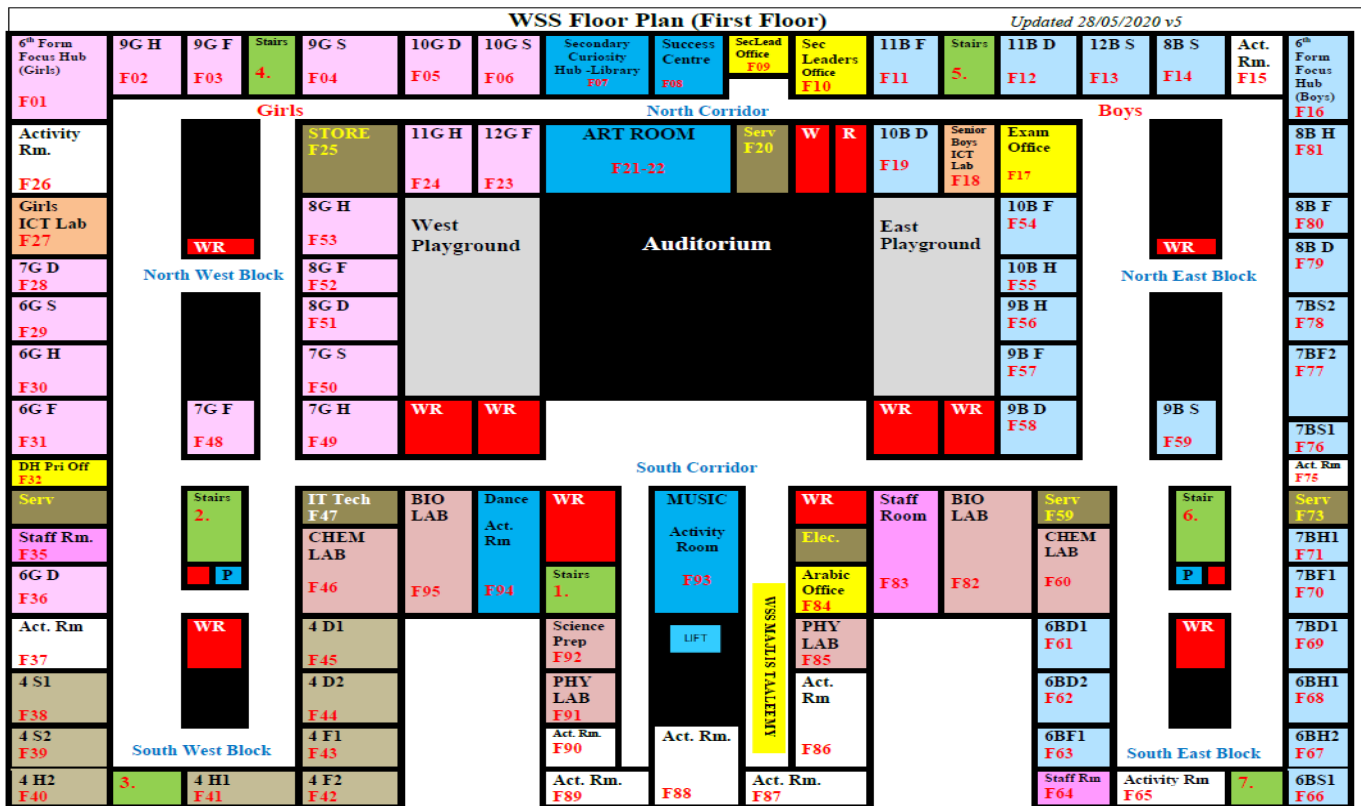 WSS Floor Plan (First Floor)
Updated 28/05/2020 v5
6th Form
Focus Hub
(Girls)
F01
9G H
F02
9G F
F03
Stairs
4.
9G S
F04
10G D
F05
10G S
F06
Secondary
Curiosity
Hub -Library
F07
Success
Centre
F08
SecLead
Office
F09
Sec
Leaders
Office
F10
11B F
F11
Stairs
5.
11B D
F12
12B S
F13
8B S
F14
Act.
Rm.
F15
6th
Form
Focus
Hub
(Boys)
F16
Girls
North Corridor
Boys
Activity
Rm.
F26
STORE
F25
11G H
F24
12G F
F23
ART ROOM
F21-22
Serv
F20
W
R
10B D
F19
Senior
Boys
ICT
Lab
F18
Exam
Office
F17
8B H
F81
Girls
ICT Lab
F27
WR
8G H
F53
West
Playground
Auditorium
East
Playground
10B F
F54
WR
8B F
F80
8B D
F79
7G D
F28
North West Block
8G F
F52
10B H
F55
North East Block
6G S
F29
8G D
F51
9B H
F56
7BS2
F78
6G H
F30
7G S
F50
9B F
F57
7BF2
F77
6G F
F31
7G F
F48
7G H
F49
WR
WR
WR
WR
9B D
F58
9B S
F59
7BS1
F76
DH Pri Off
F32
South Corridor
Act. Rm
F75
Serv
Stairs
2.
IT Tech
F47
BIO
LAB
F95
Dance
Act.
Rm
F94
WR
MUSIC
Activity
Room
F93
WR
Staff
Room
F83
BIO
LAB
F82
Serv
F59
Stair
6.
Serv
F73
Staff Rm.
F35
CHEM
LAB
F46
Elec.
CHEM
LAB
F60
7BH1
F71
6G D
F36
P
Stairs
1.
Arabic
Office
F84
P
7BF1
F70
Act. Rm
F37
WR
4 D1
F45
Science
Prep
F92
LIFT
WSS MAJLIS TAALEEMY
PHY
LAB
F85
6BD1
F61
WR
7BD1
F69
4 S1
F38
4 D2
F44
PHY
LAB
F91
Act.
Rm
F86
6BD2
F62
6BH1
F68
4 S2
F39
South West Block
4 F1
F43
Act. Rm.
F90
Act. Rm.
F88
6BF1
F63
South East Block
6BH2
F67
4 H2
F40
3.
4 H1
F41
4 F2
F42
Act. Rm.
F89
Act. Rm.
F87
Staff Rm
F64
Activity Rm
F65
7.
6BS1
F66